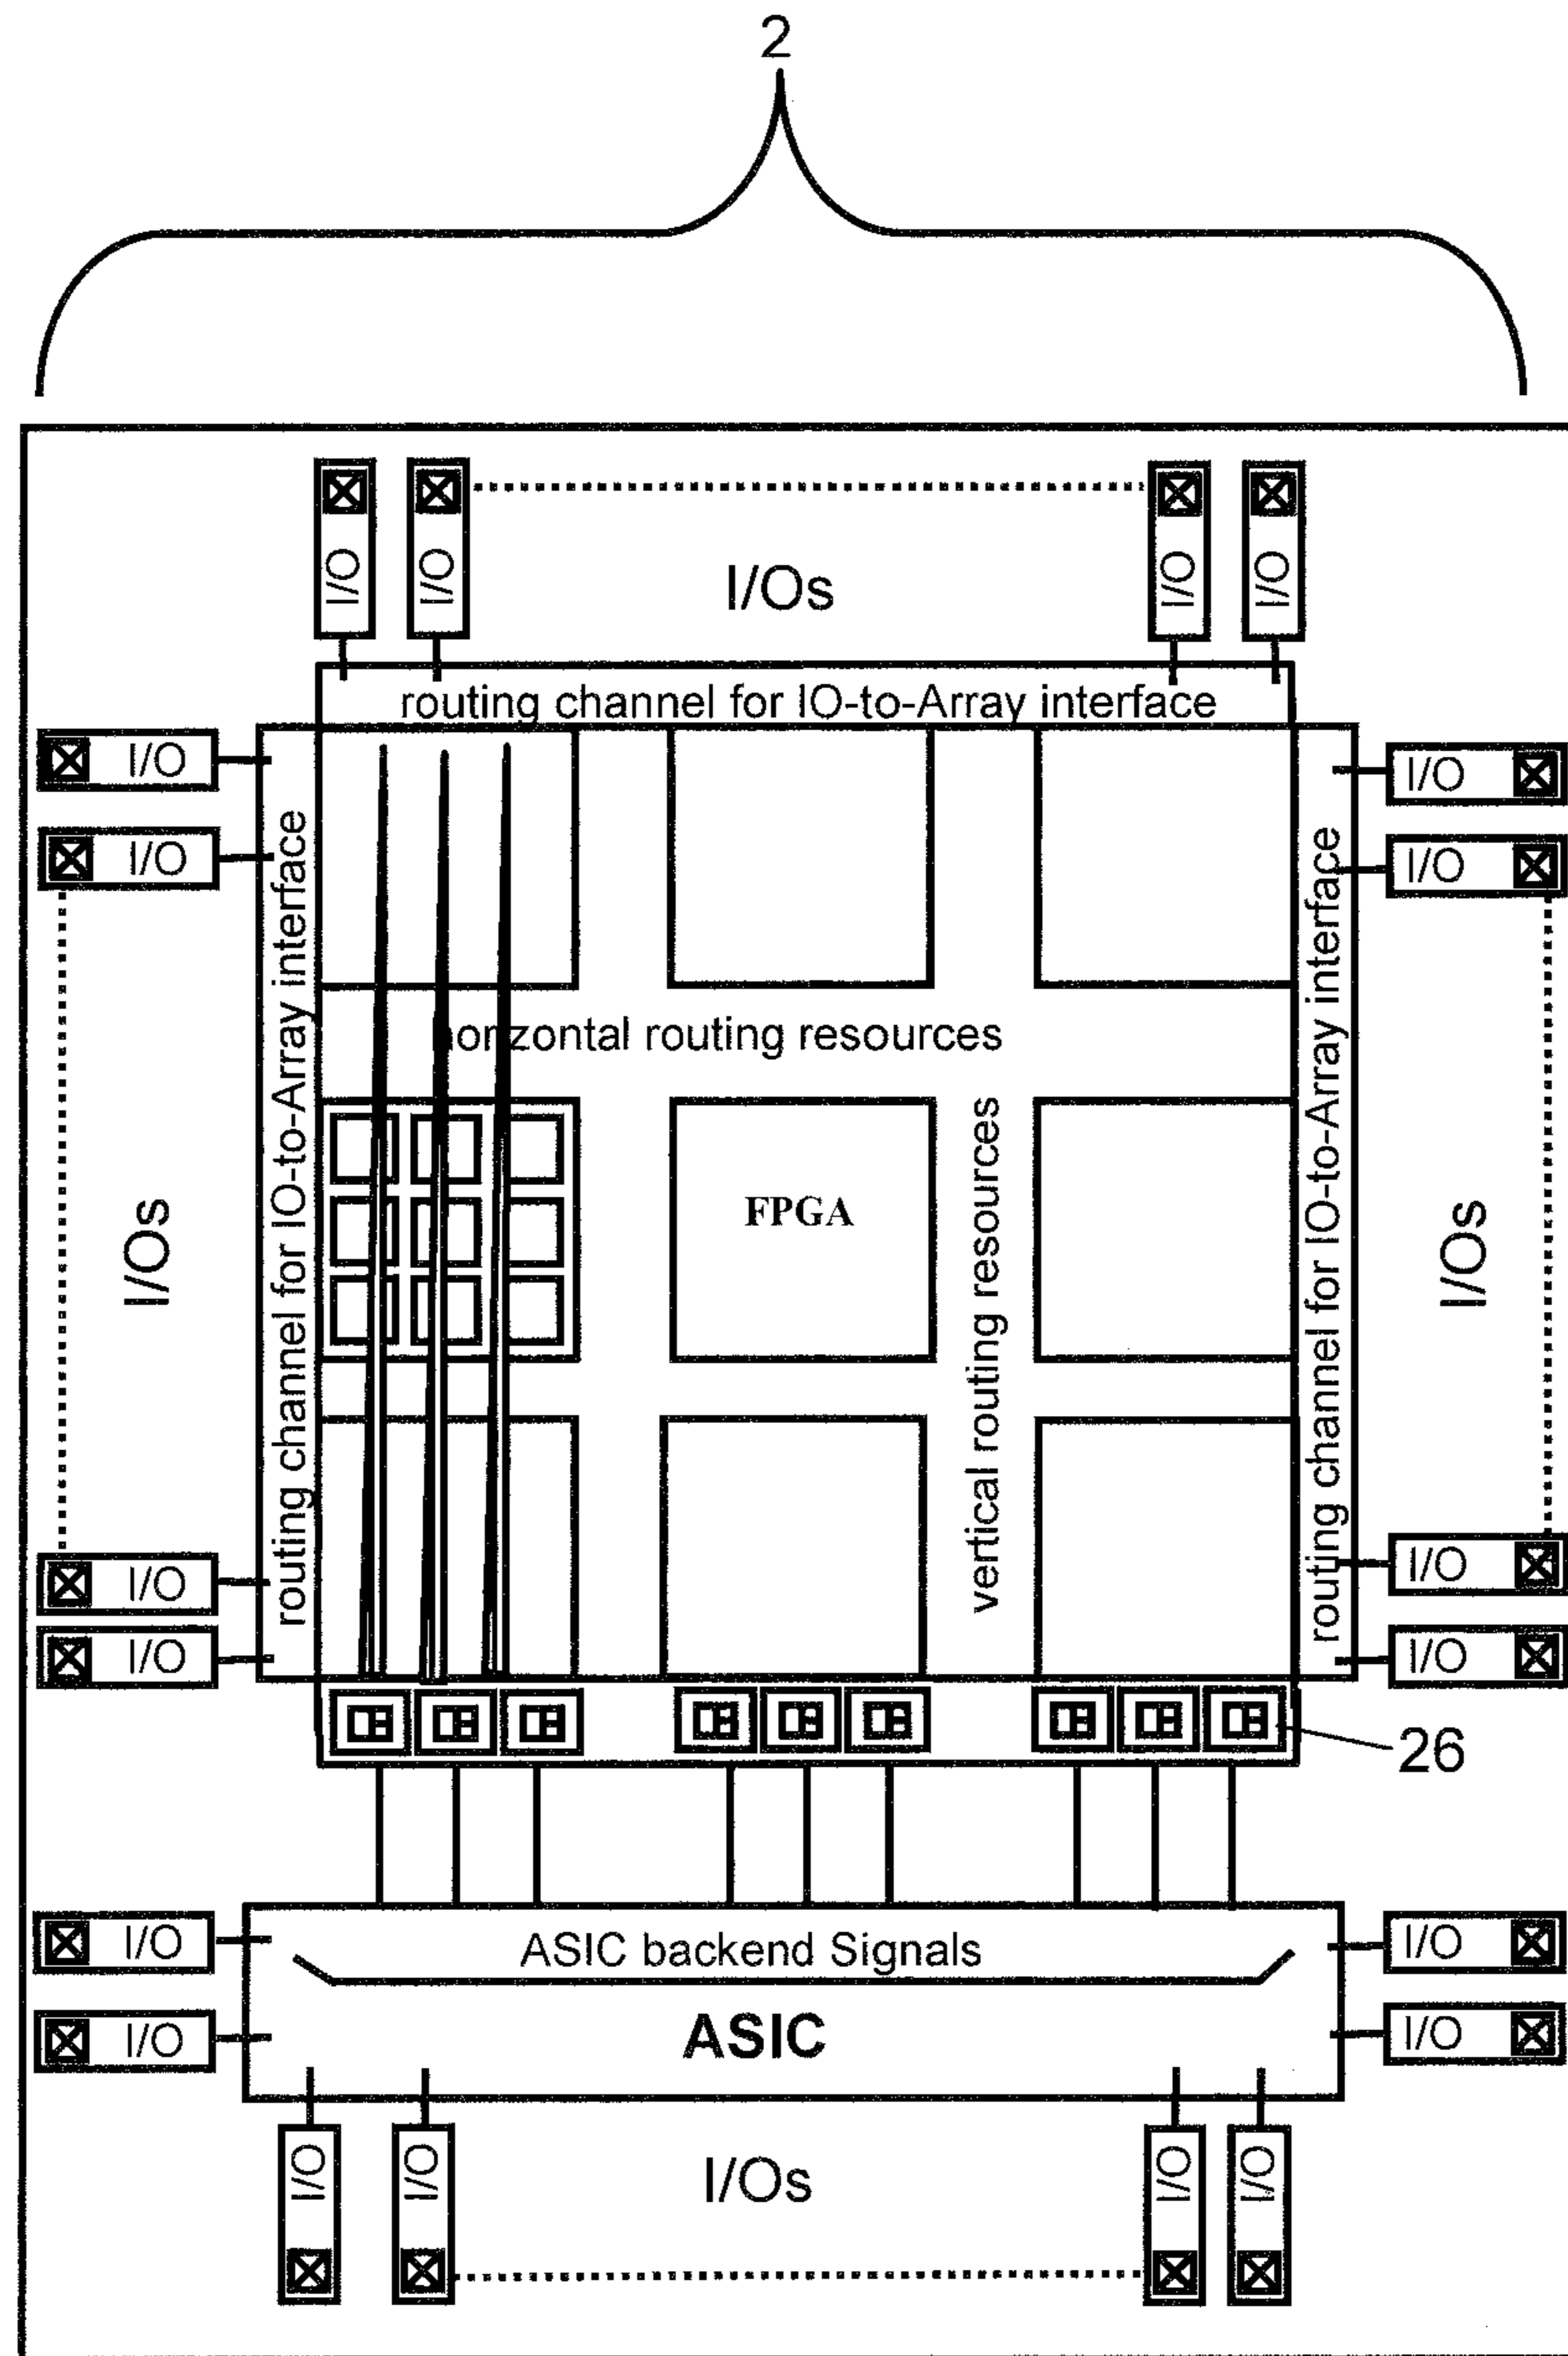 2
I/O
I/O
I/O
I/O
I/Os
routing channel for IO-to-Array interface
I/O
I/O
I/O
I/O
routing channel for IO-to-Array interface
routing channel for IO-to-Array interface
orizontal routing resources
I/Os
FPGA
vertical routing resources
I/Os
I/O
I/O
I/O
I/O
26
I/O
I/O
ASIC backend Signals
ASIC
I/O
I/O
I/O
I/O
I/O
I/O
I/Os